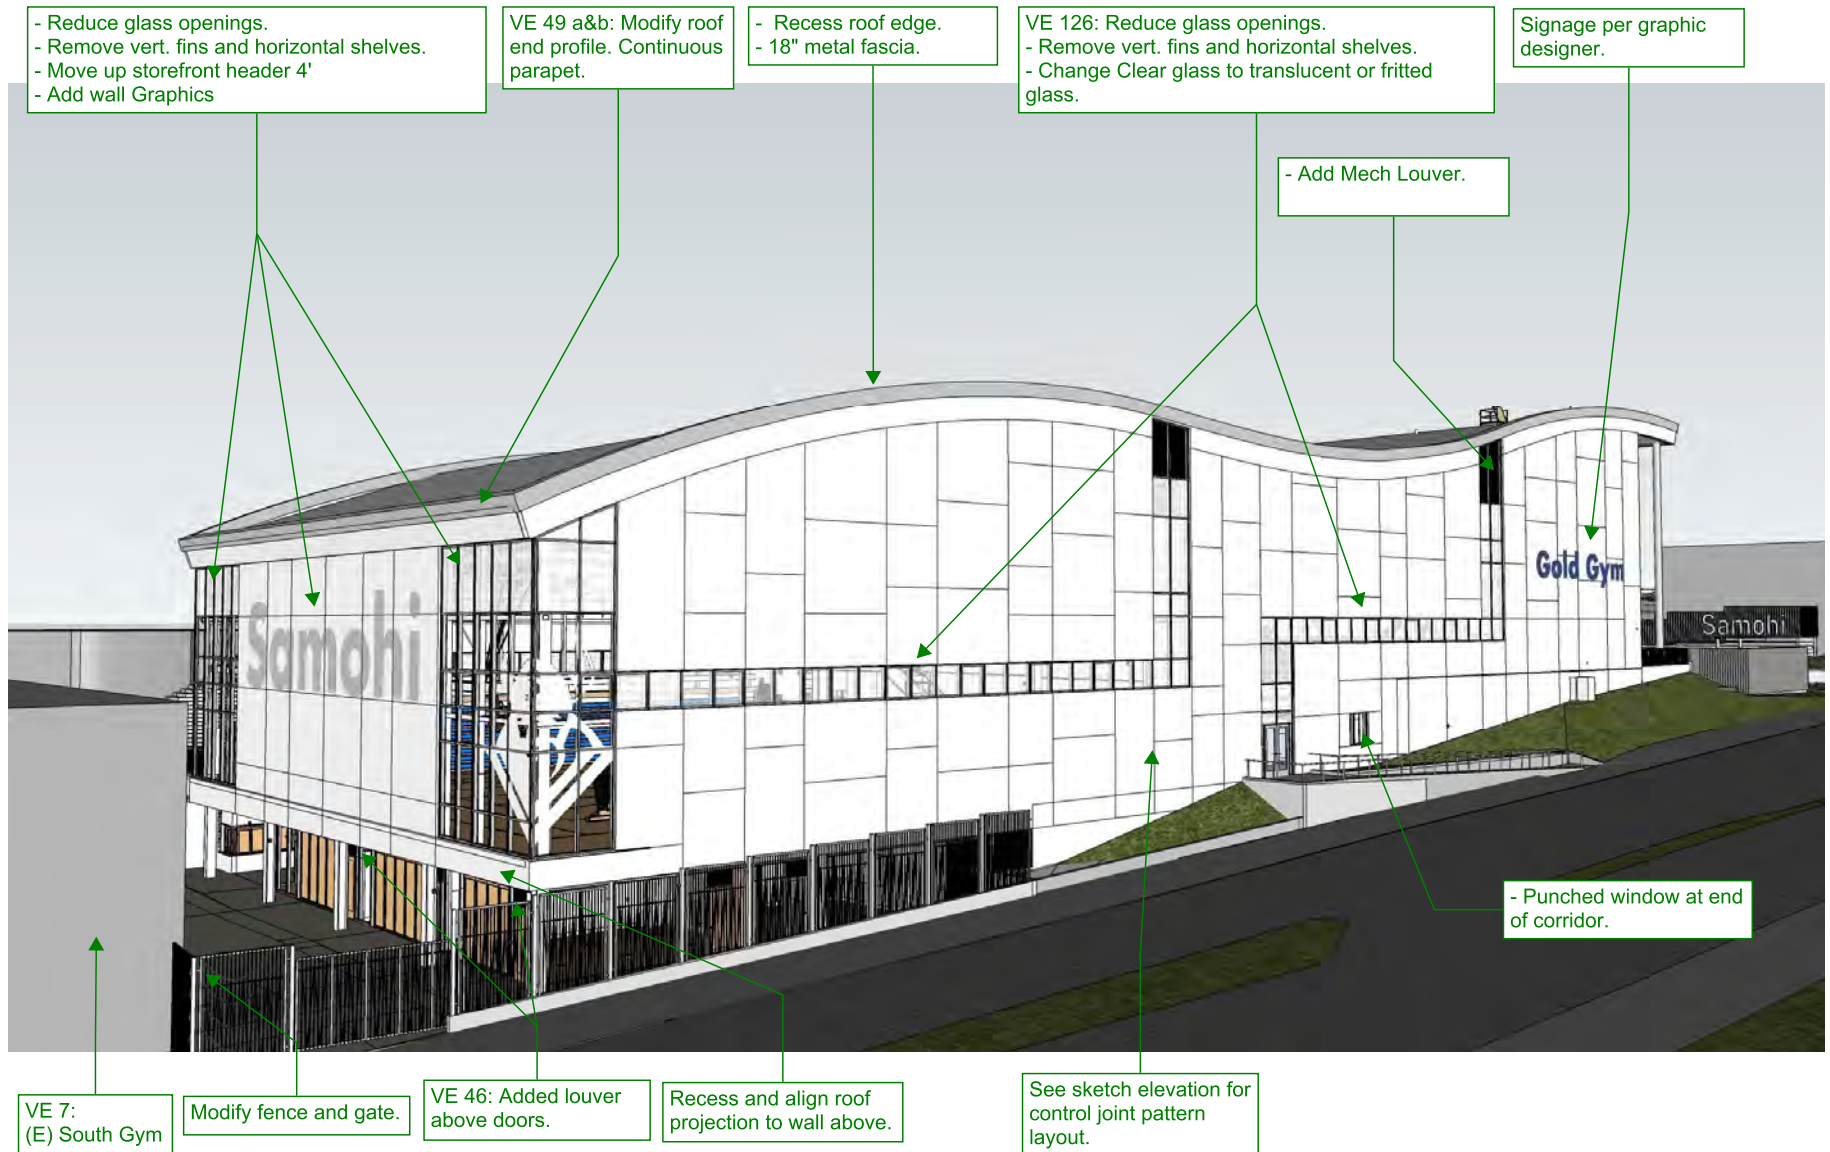 - Reduce glass openings.
- Remove vert. fins and horizontal shelves.
- Move up storefront header 4'
- Add wall Graphics
VE 49 a&b: Modify roof
end profile. Continuous
parapet.
- Recess roof edge.
- 18" metal fascia.
VE 126: Reduce glass openings.
- Remove vert. fins and horizontal shelves.
- Change Clear glass to translucent or fritted
glass.
Signage per graphic
designer.
- Add Mech Louver.
Gold Gym
Samohi
Samohi
- Punched window at end
of corridor.
VE 7:
(E) South Gym
Modify fence and gate.
VE 46: Added louver
above doors.
Recess and align roof
projection to wall above.
See sketch elevation for
control joint pattern
layout.